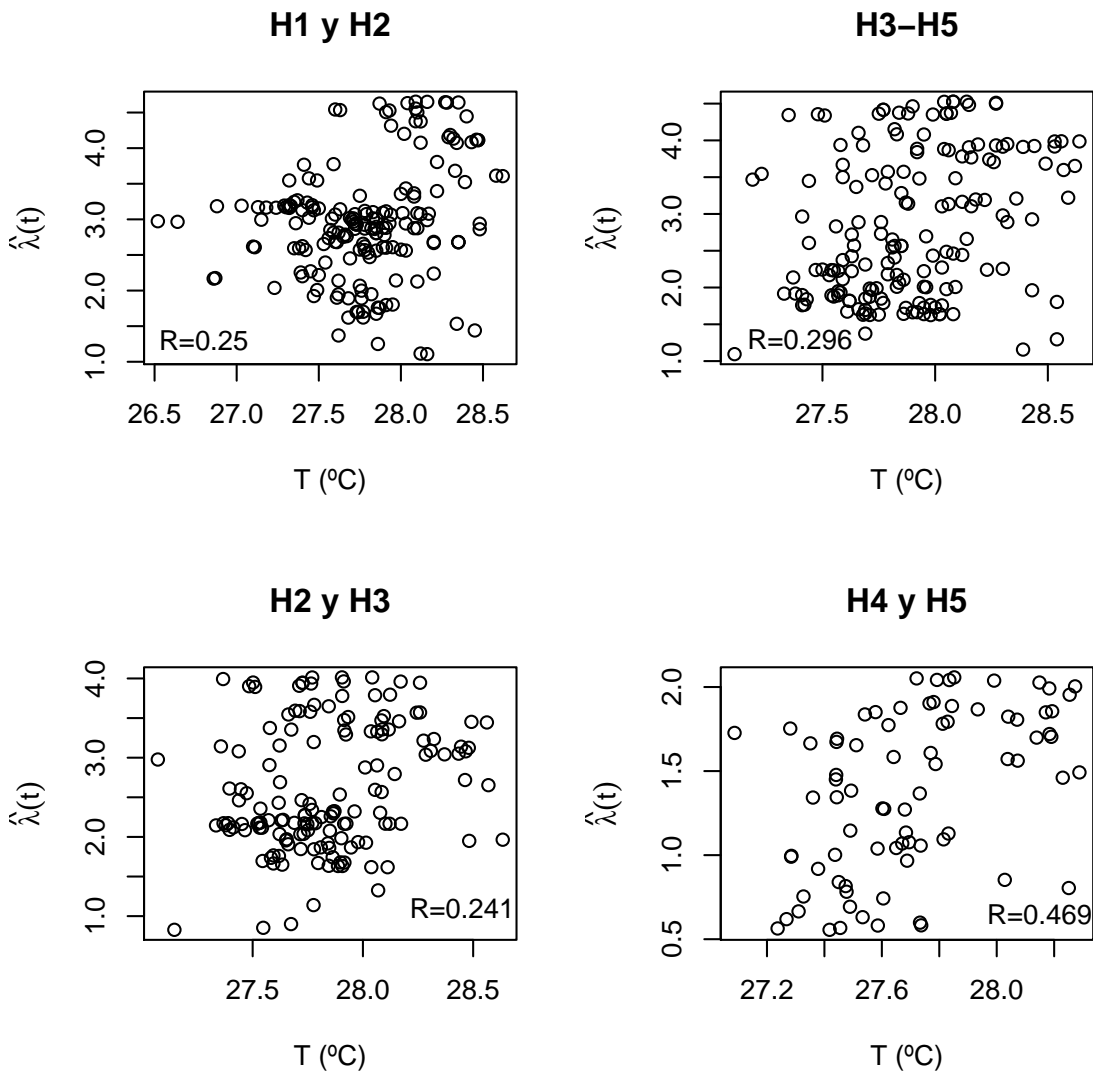 H1 y H2
λ̂(t)
4.0
3.0
2.0
1.0
R=0.25
26.5 27.0 27.5 28.0 28.5
T (ºC)
H3−H5
λ̂(t)
4.0
3.0
2.0
1.0
R=0.296
27.5 28.0 28.5
T (ºC)
H2 y H3
λ̂(t)
4.0
3.0
2.0
1.0
R=0.241
27.5 28.0 28.5
T (ºC)
H4 y H5
λ̂(t)
2.0
1.5
1.0
0.5
R=0.469
27.2 27.6 28.0
T (ºC)